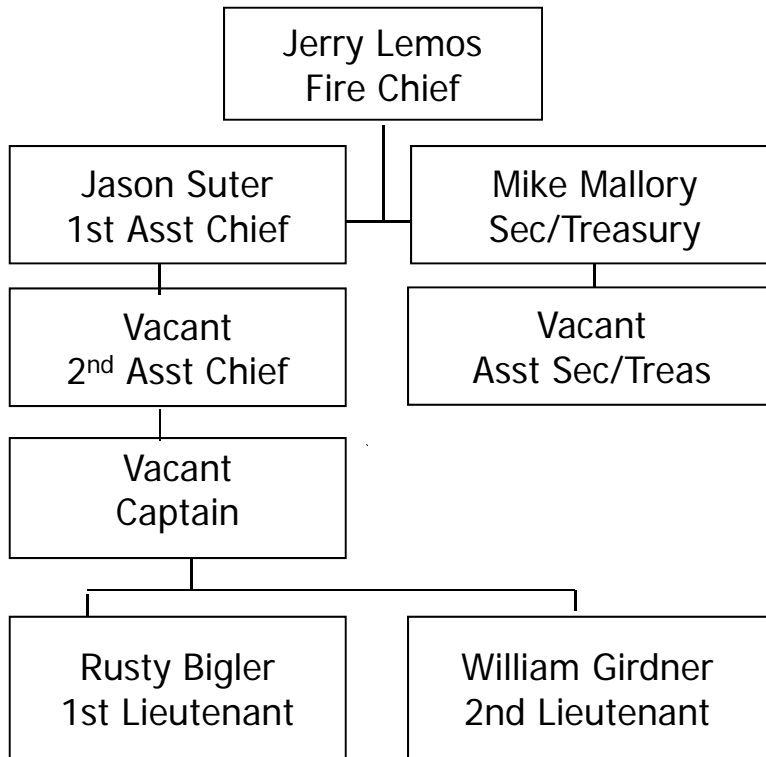 Jerry Lemos
Fire Chief
Jason Suter
1st Asst Chief
Mike Mallory
Sec/Treasury
Vacant
2nd Asst Chief
Vacant
Asst Sec/Treas
Vacant
Captain
Rusty Bigler
1st Lieutenant
William Girdner
2nd Lieutenant